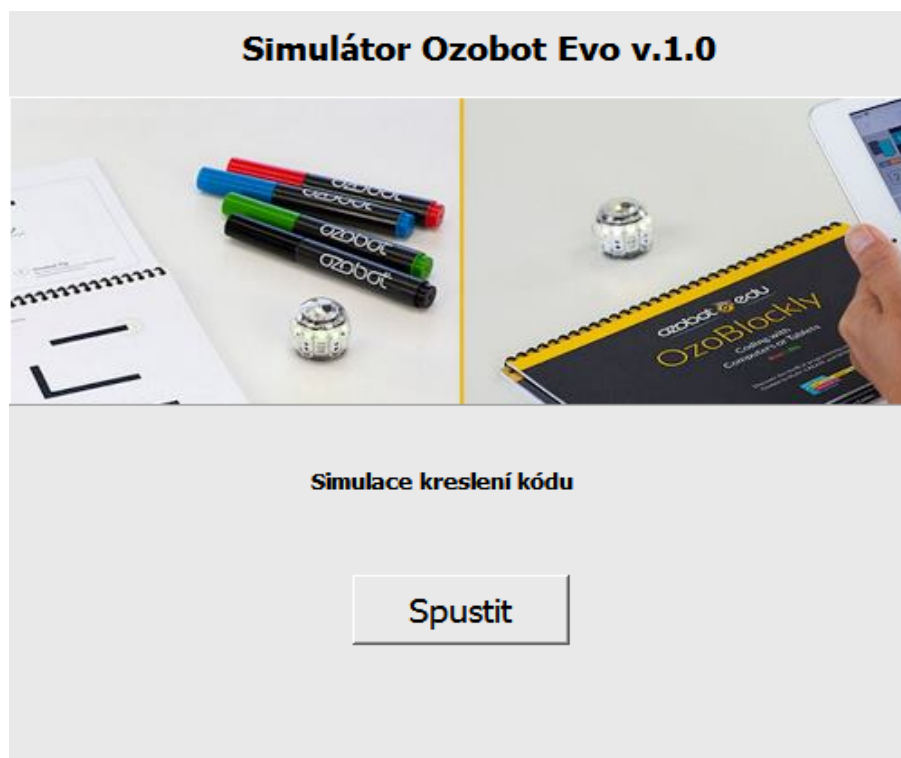 Simulátor Ozobot Evo v.1.0
OZOBOT
OZOBOT
OZOBOT
OZOBOT
ozobot edu
OzoBlockly
Coding with
Computers or Tablets
Simulace kreslení kódu
Spustit